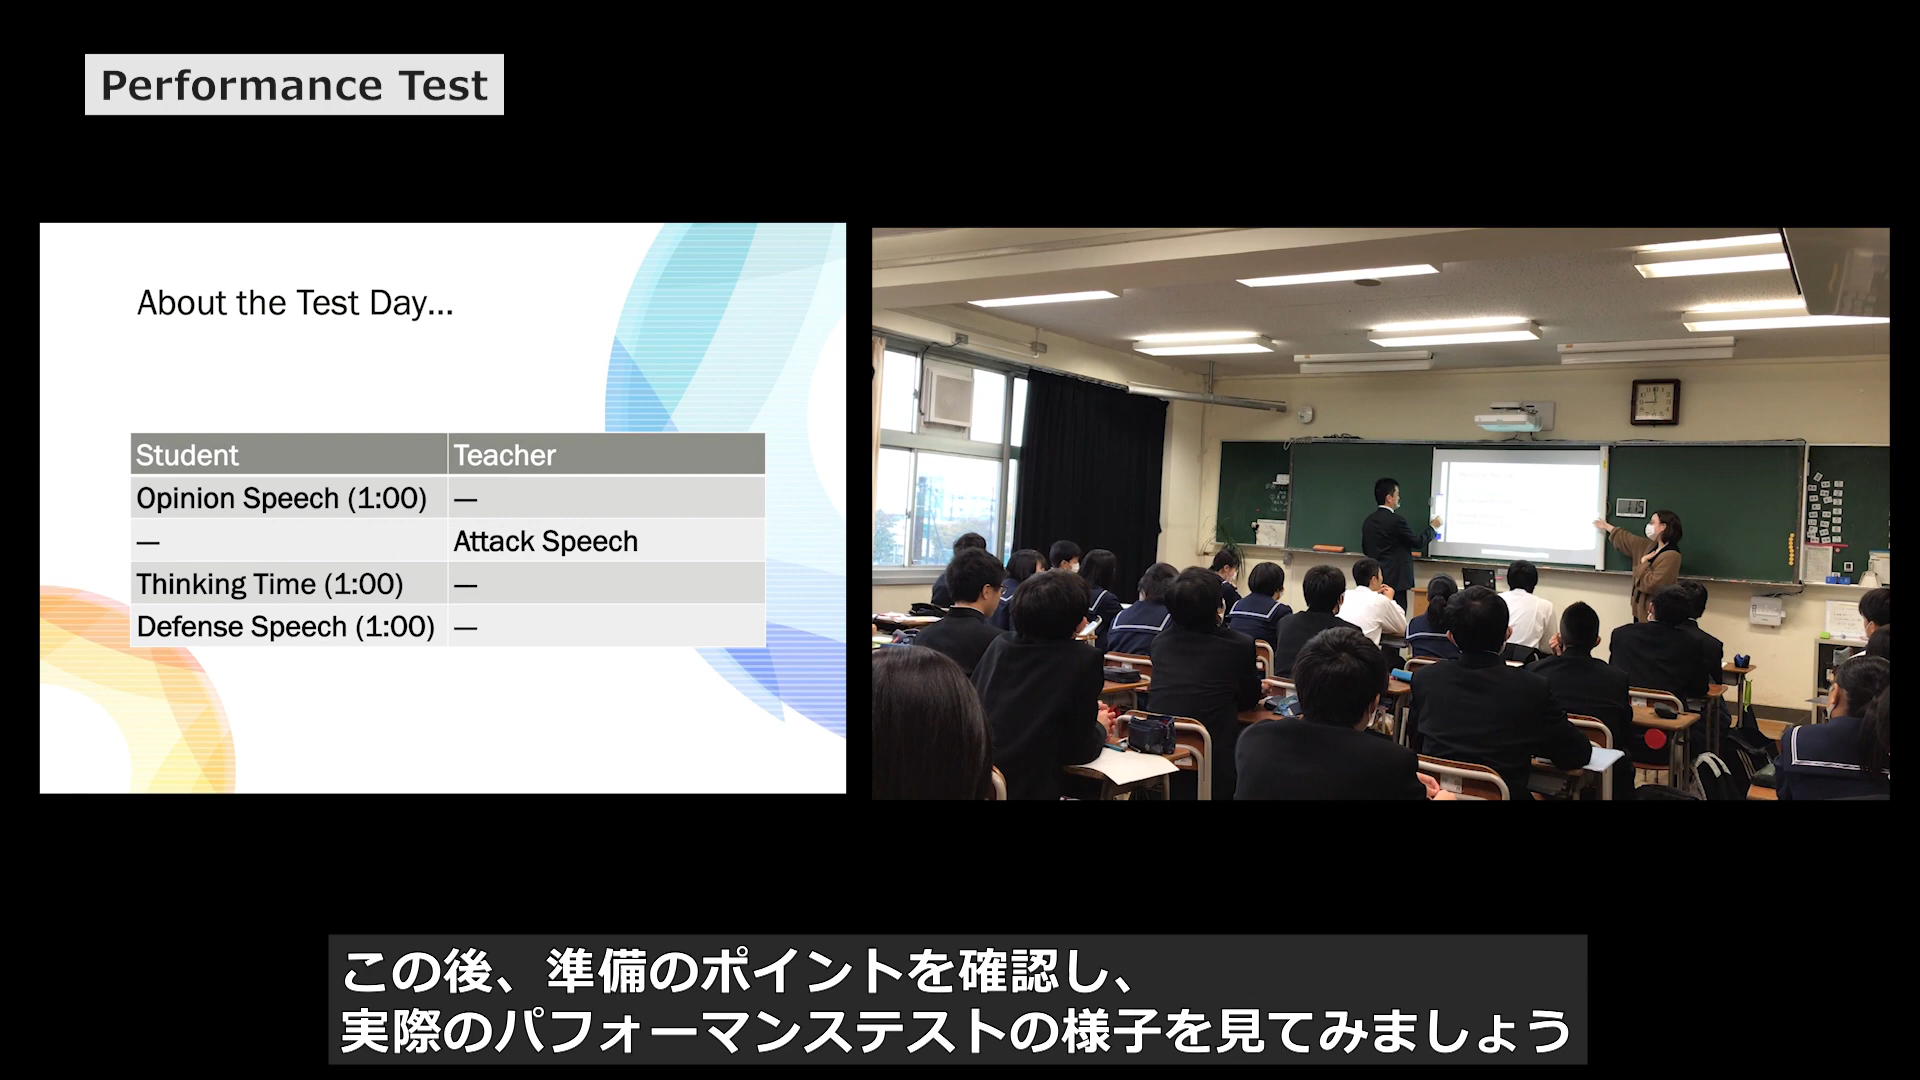 Performance Test
About the Test Day...
Student Teacher
Opinion Speech (1:00) —
— Attack Speech
Thinking Time (1:00) —
Defense Speech (1:00) —
この後、準備のポイントを確認し、
実際のパフォーマンステストの様子を見てみましょう